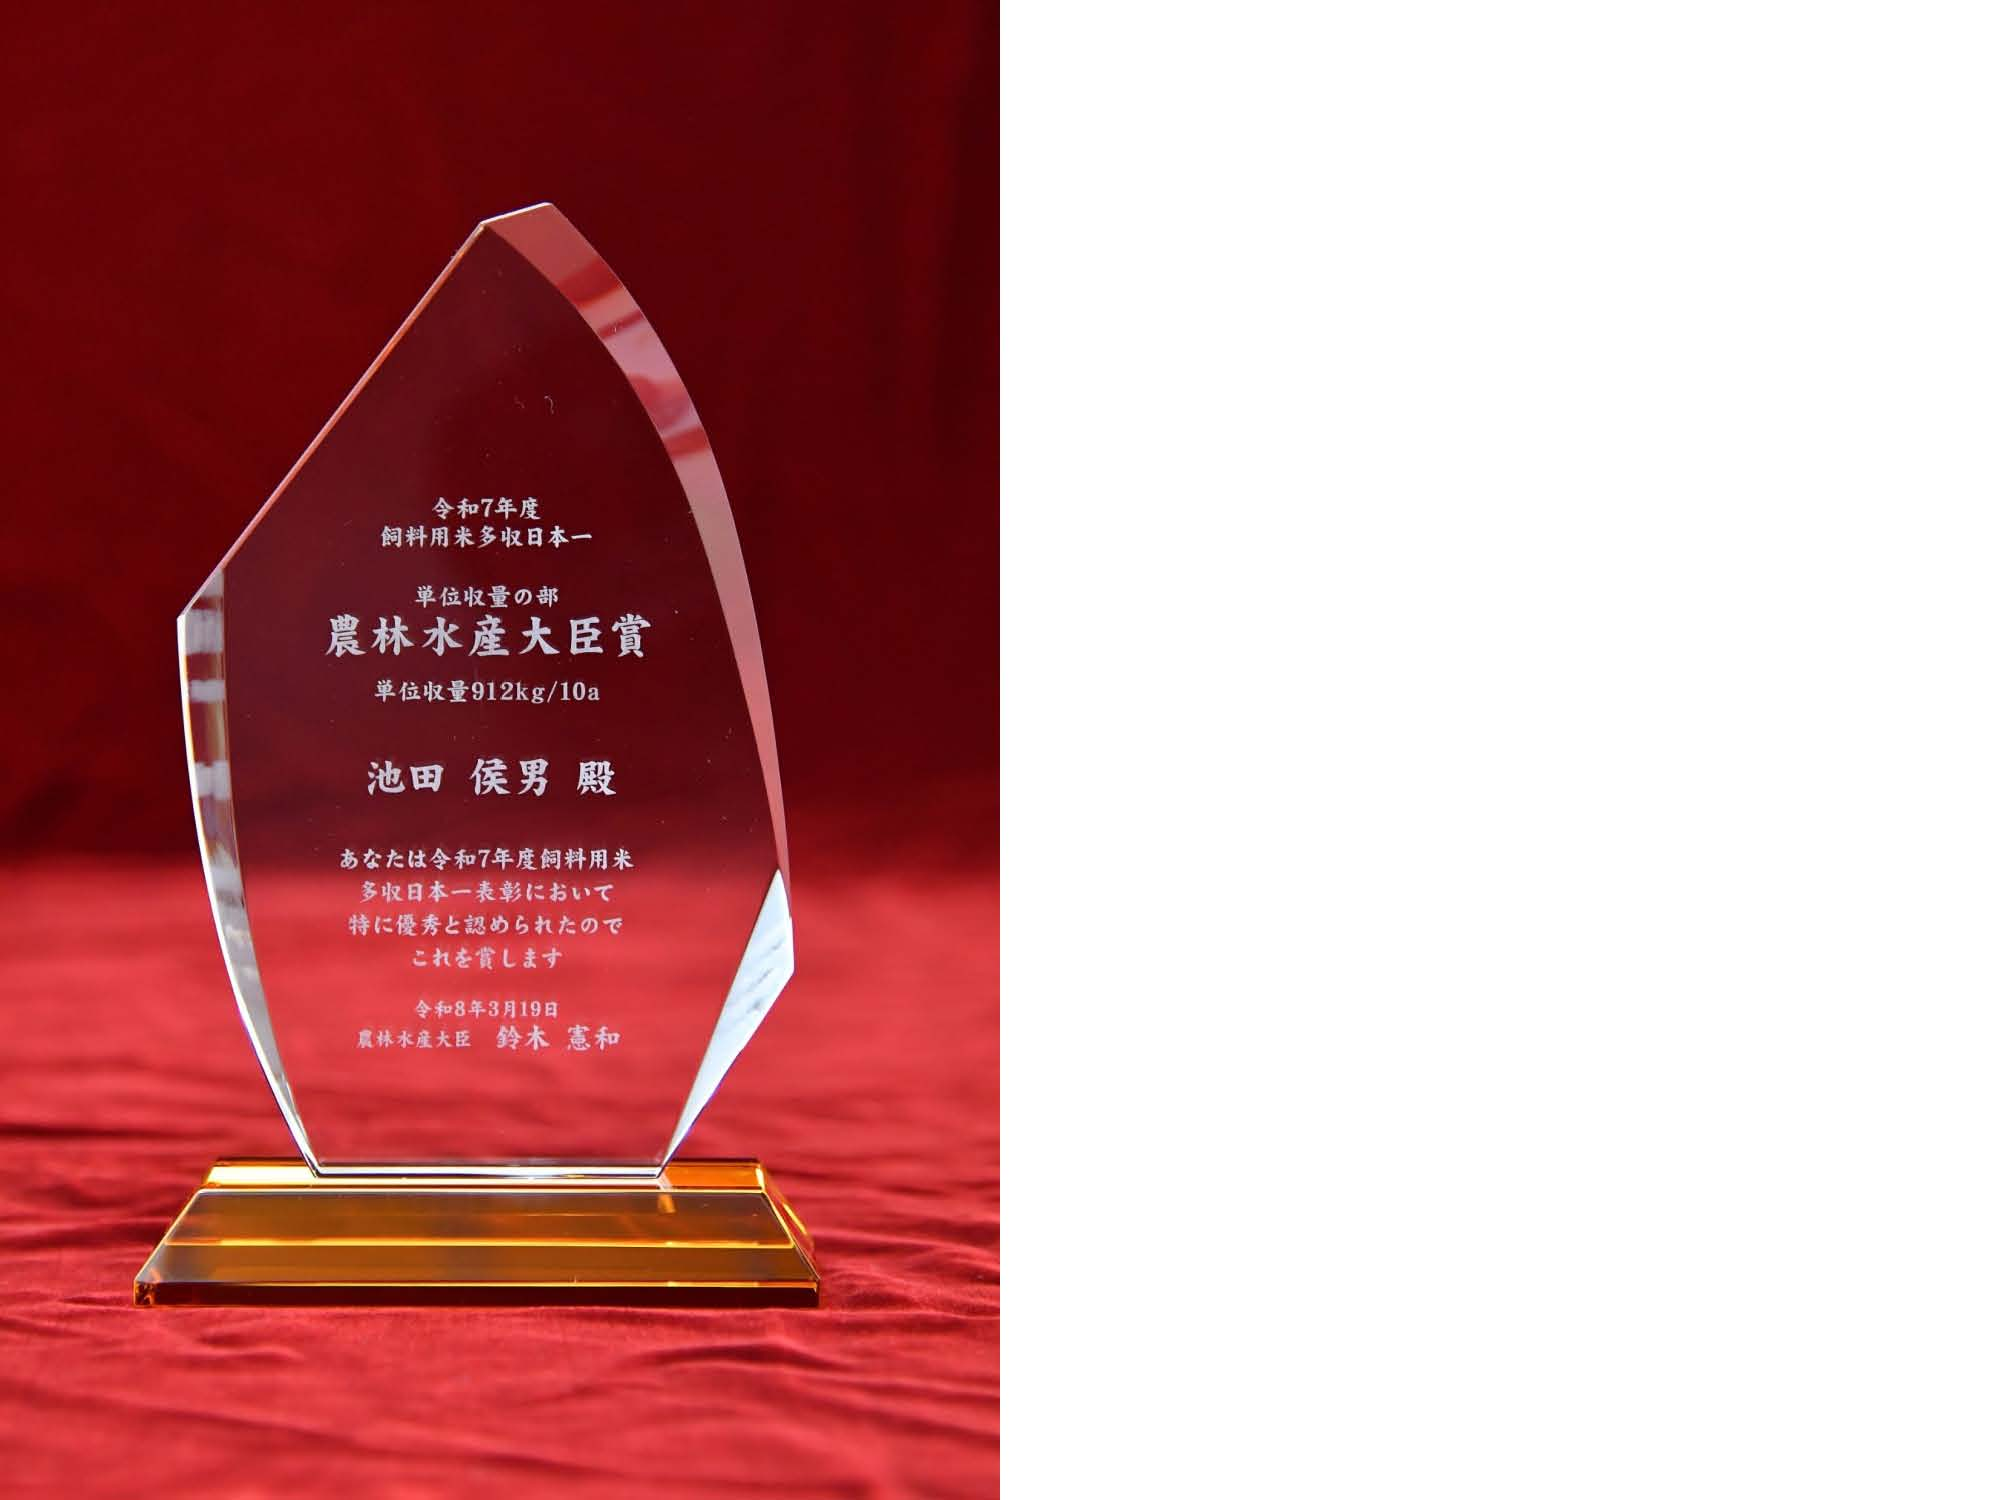 令和7年度
飼料用米多収日本一
単位収量の部
農林水産大臣賞
単位収量912kg/10a
池田 侯男 殿
あなたは令和7年度飼料用米
多収日本一表彰において
特に優秀と認められたので
これを賞します
令和8年3月19日
農林水産大臣 鈴木 憲和